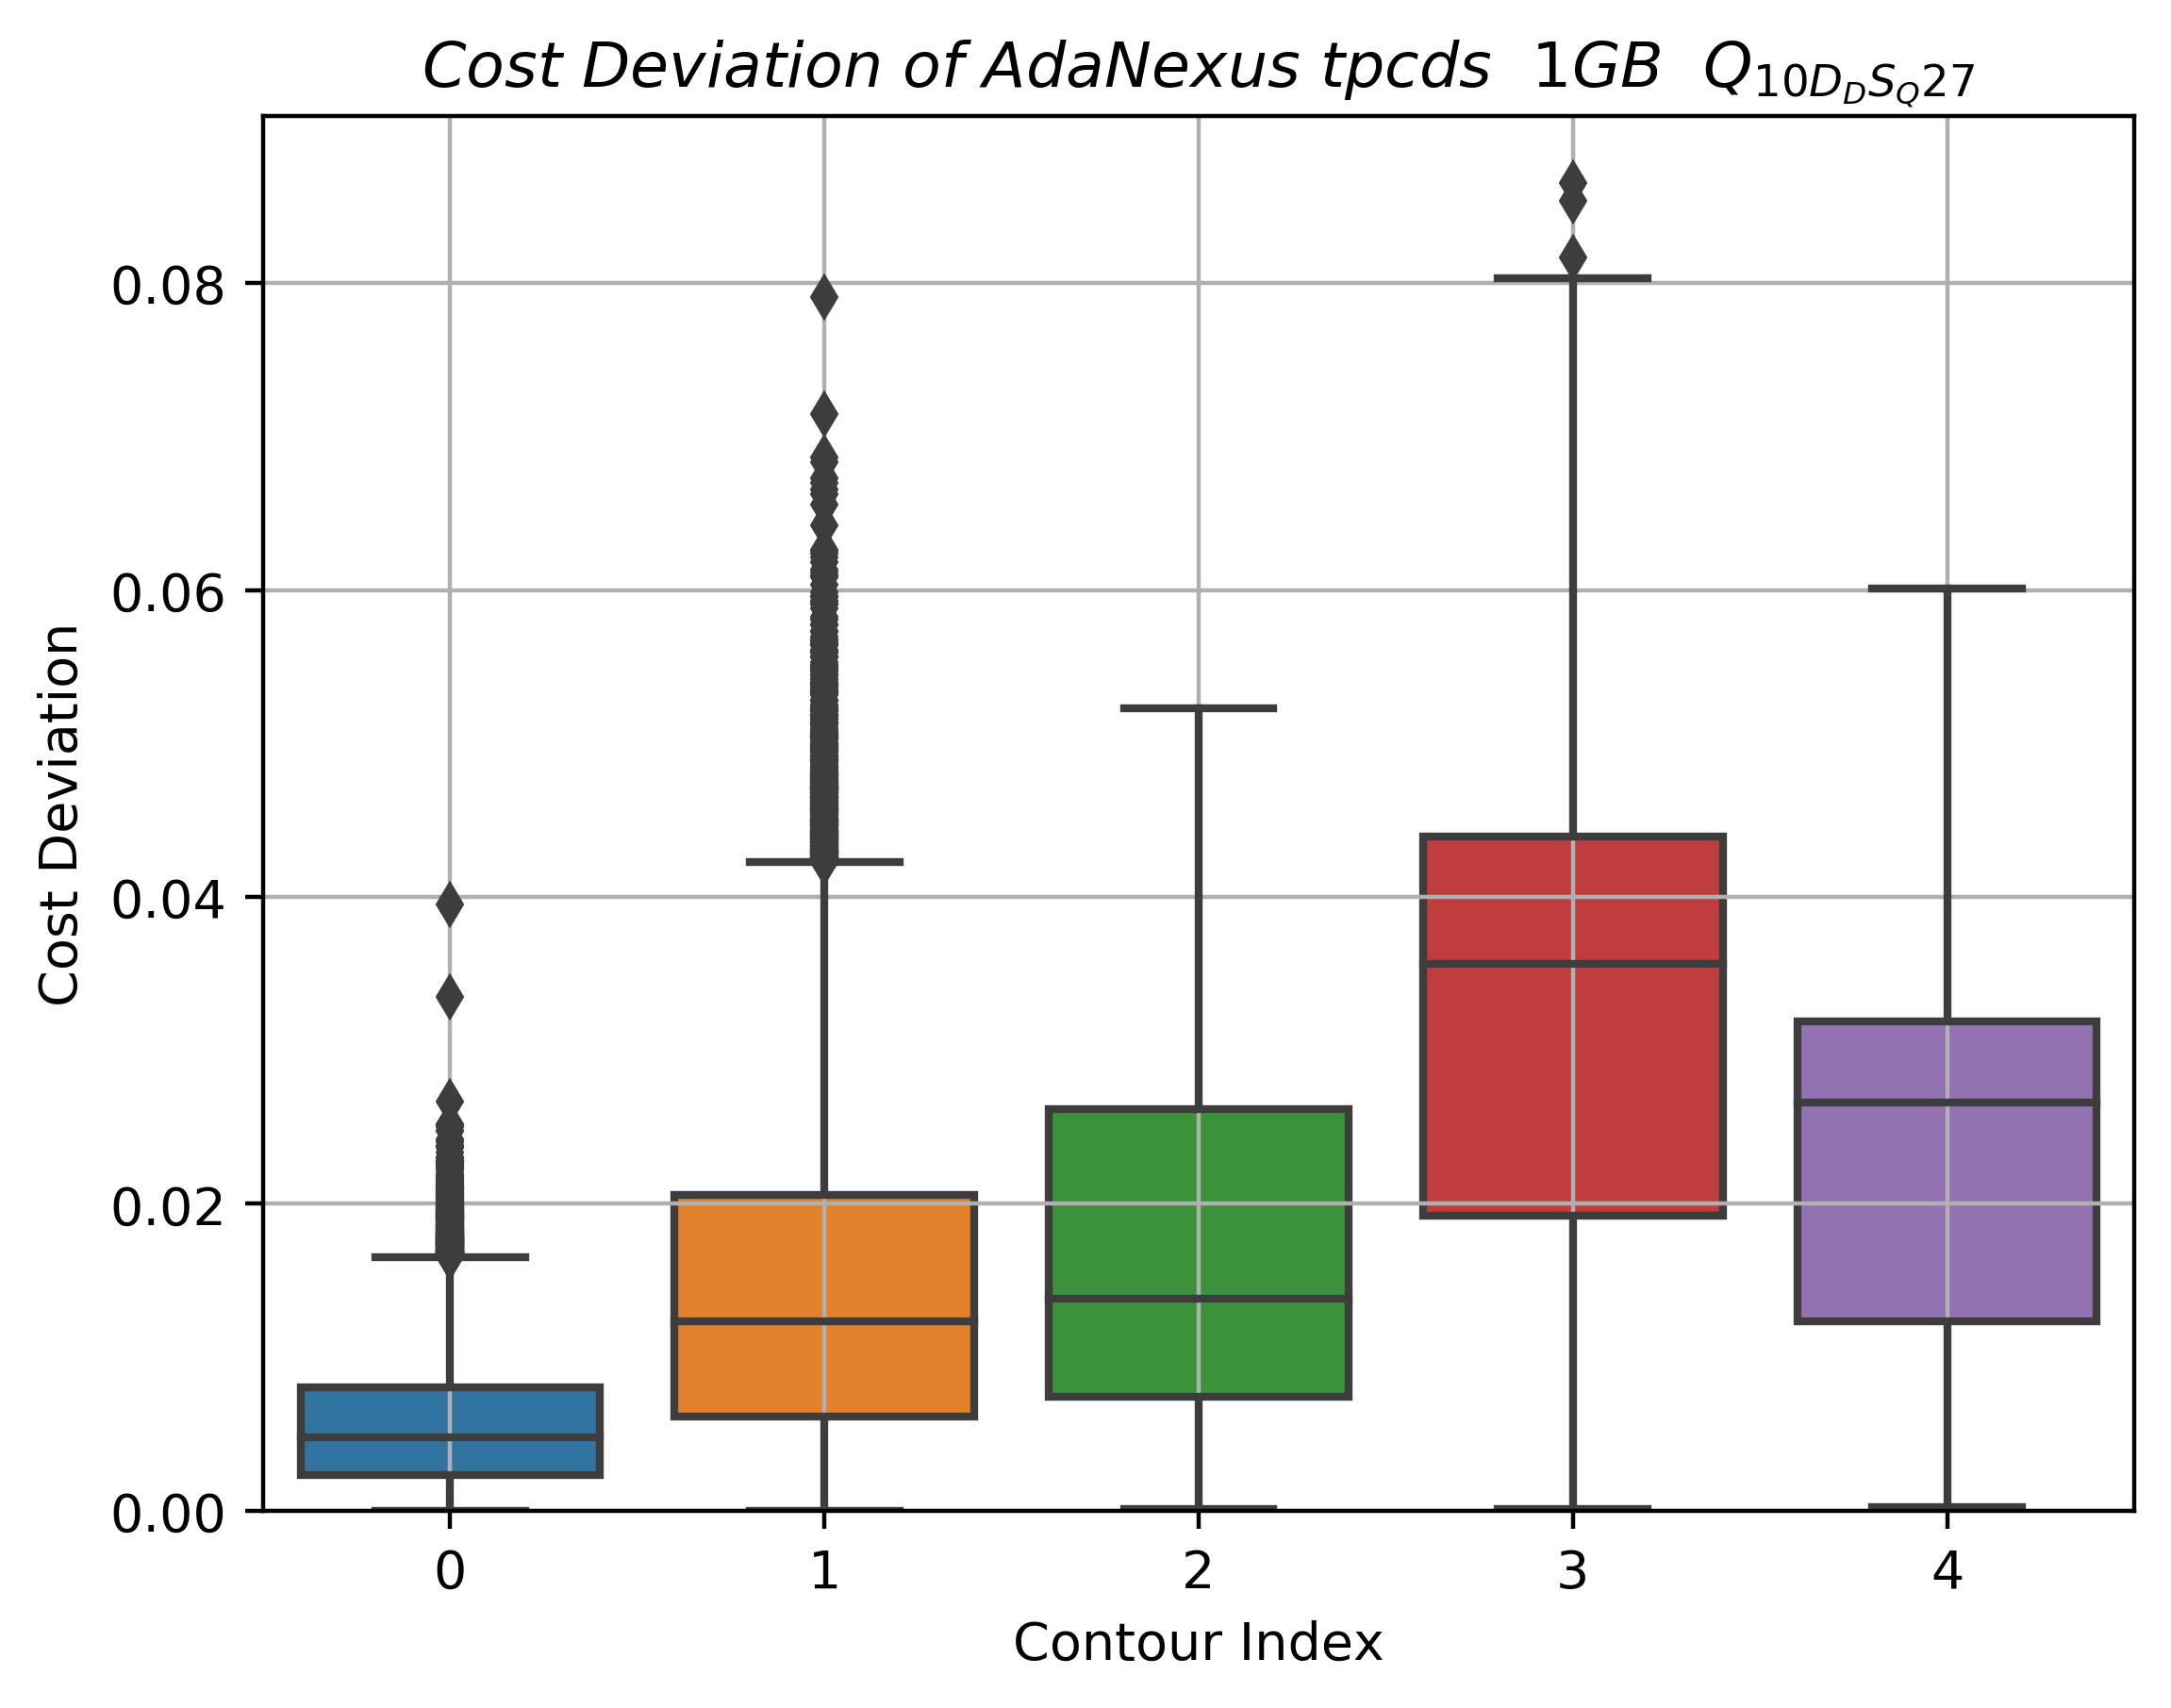 Cost Deviation of AdaNexus tpcds 1GB Q10D_DS_Q27
Cost Deviation
0.08
0.06
0.04
0.02
0.00
0 1 2 3 4
Contour Index